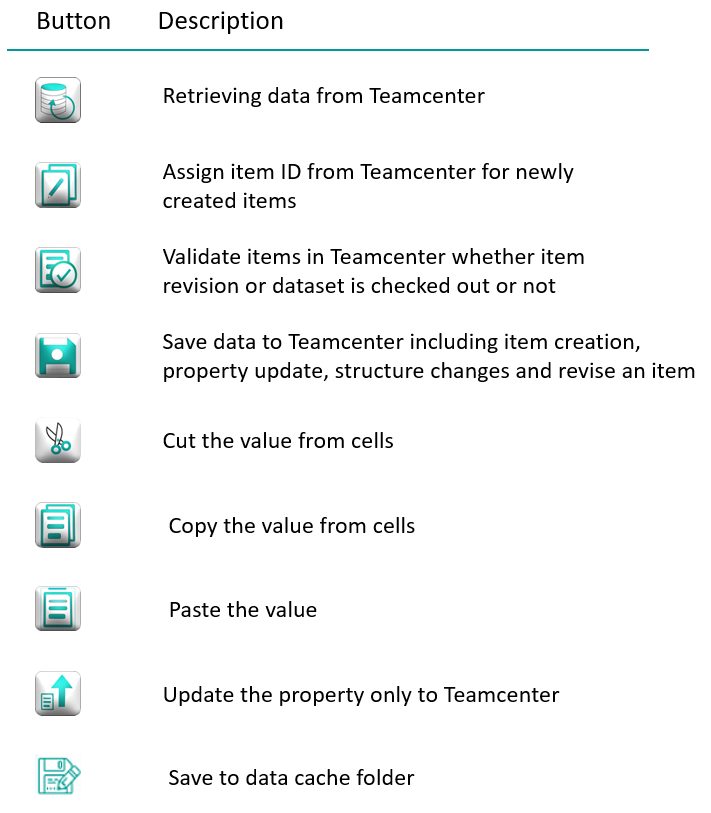 Button Description
Retrieving data from Teamcenter
Assign item ID from Teamcenter for newly
created items
Validate items in Teamcenter whether item
revision or dataset is checked out or not
Save data to Teamcenter including item creation,
property update, structure changes and revise an item
Cut the value from cells
Copy the value from cells
Paste the value
Update the property only to Teamcenter
Save to data cache folder